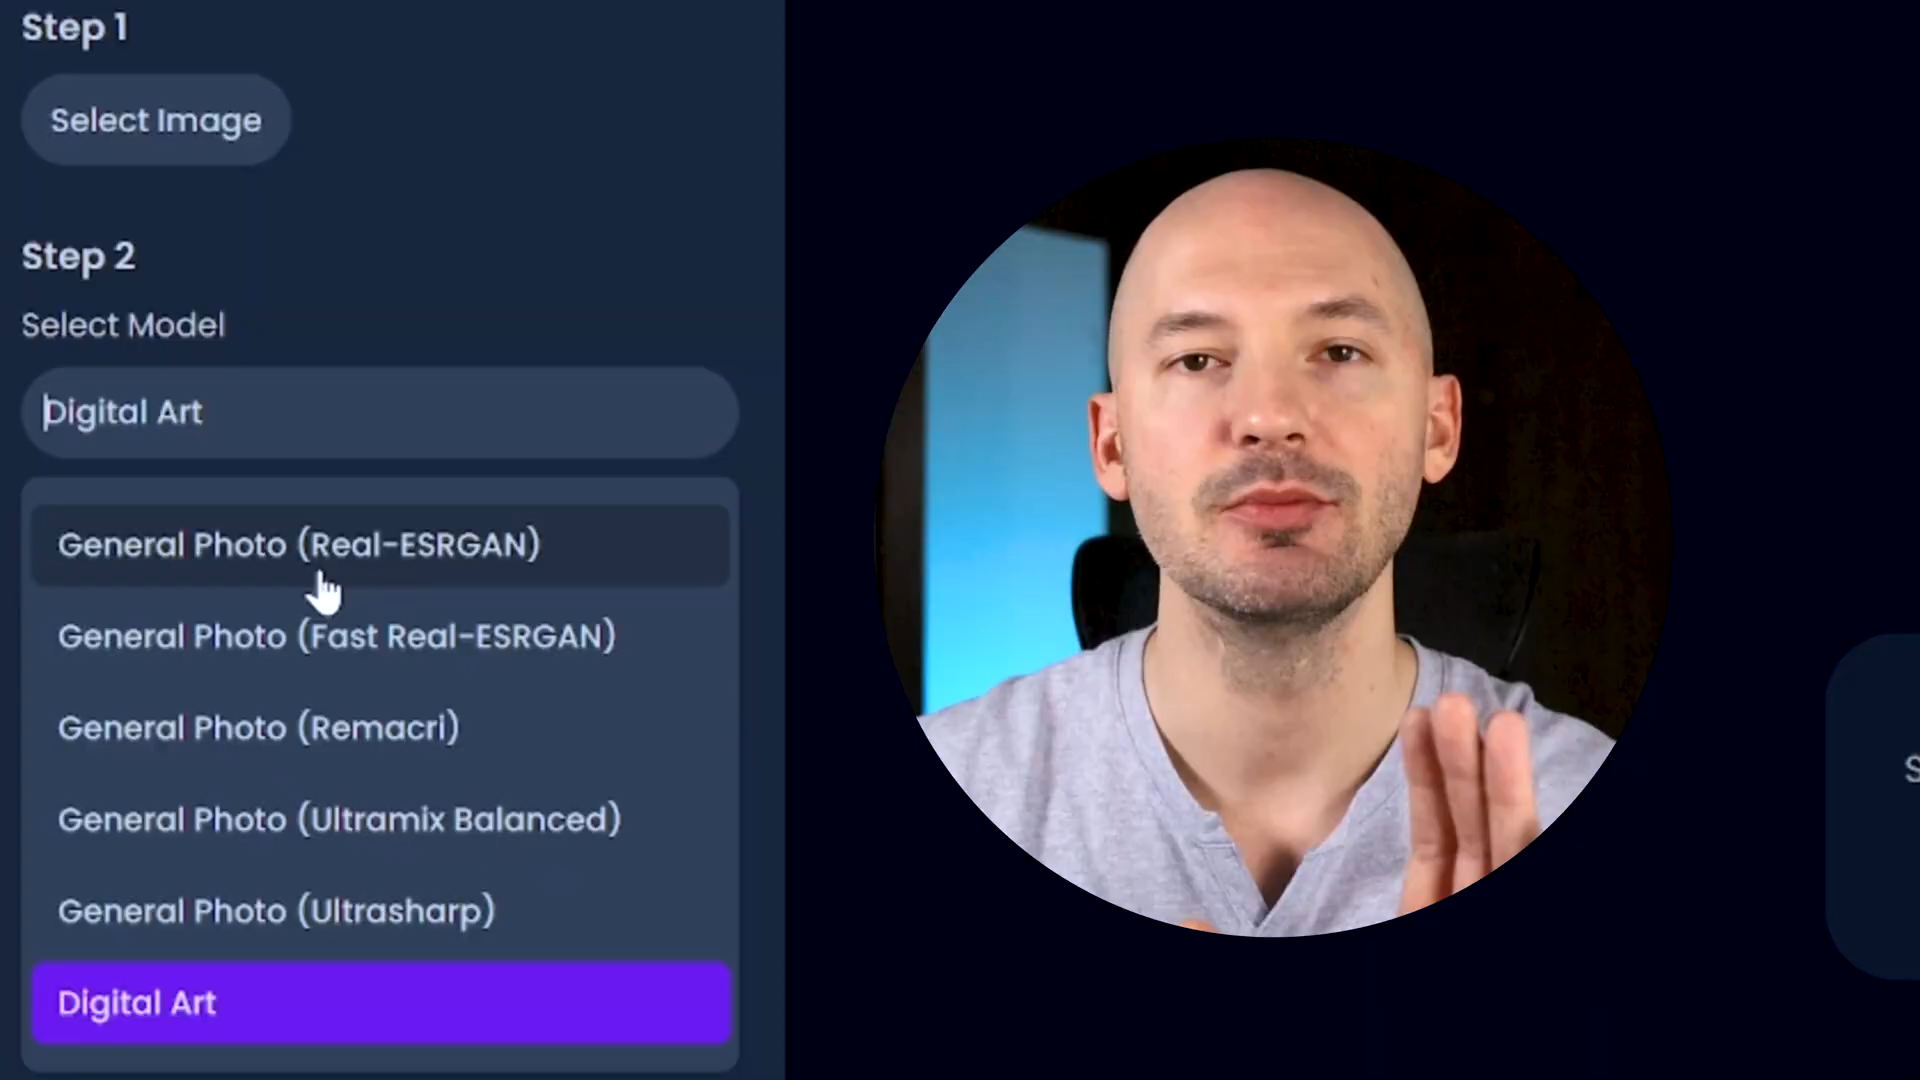 Step 1
Select Image
Step 2
Select Model
Digital Art
General Photo (Real-ESRGAN)
General Photo (Fast Real-ESRGAN)
General Photo (Remacri)
General Photo (Ultramix Balanced)
General Photo (Ultrasharp)
Digital Art